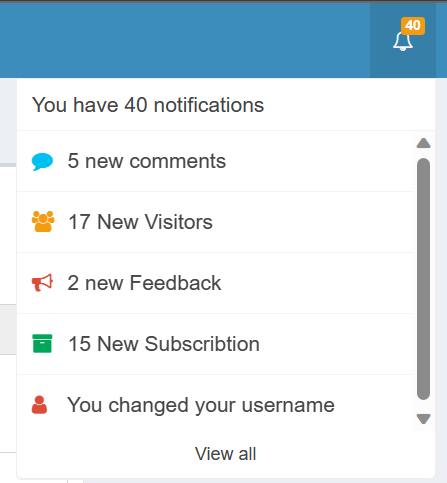 40
You have 40 notifications
5 new comments
17 New Visitors
2 new Feedback
15 New Subscribtion
You changed your username
View all